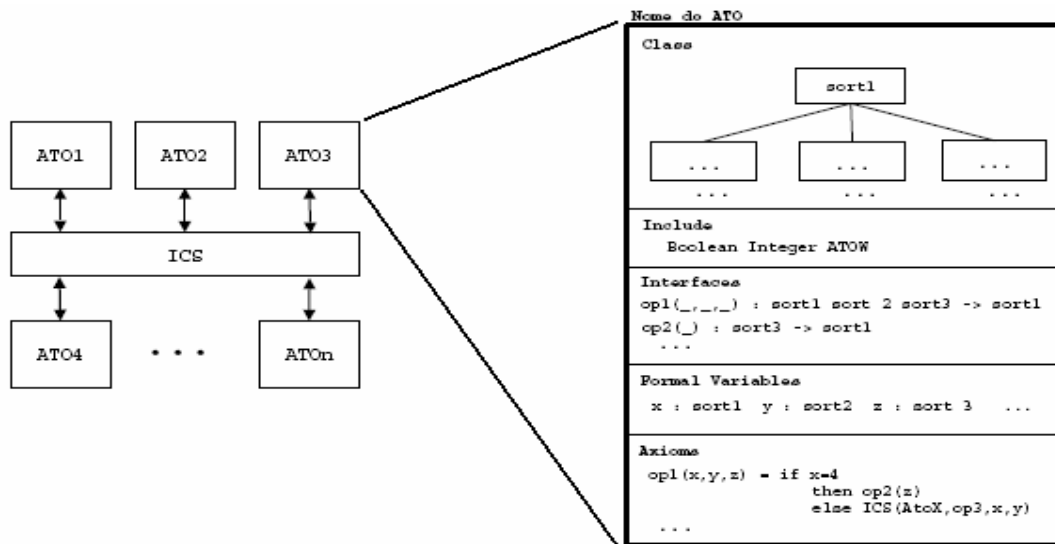 Nome do ATO
Class
sort1
... ... ...
... ... ...
ATO1 ATO2 ATO3
ICS
ATO4 ... ATOn
Include
Boolean Integer ATOW
Interfaces
op1(_,_,_) : sort1 sort 2 sort3 -> sort1
op2(_) : sort3 -> sort1
...
Formal Variables
x : sort1 y : sort2 z : sort 3 ...
Axioms
op1(x,y,z) = if x=4
then op2(z)
else ICS(AtoX,op3,x,y)
...